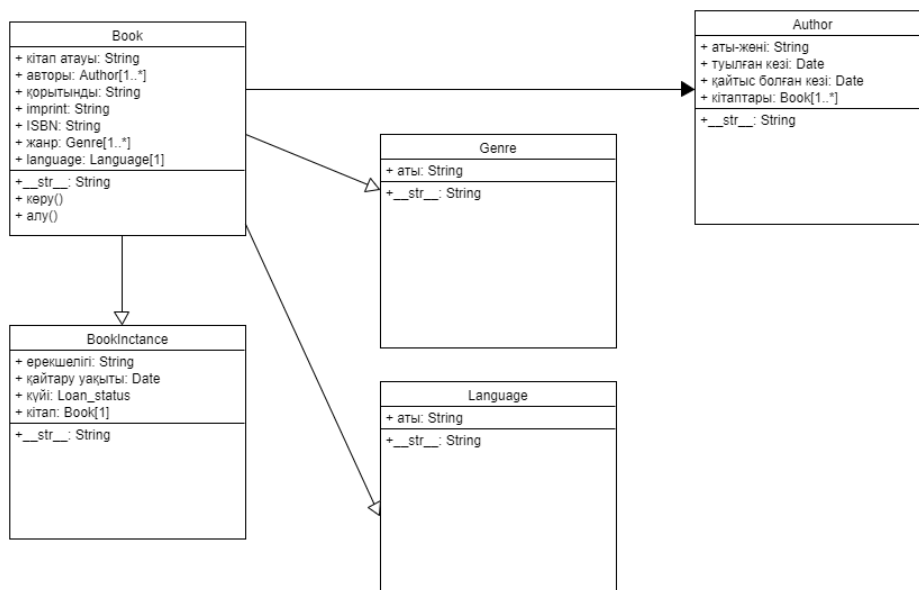 Book
+ кітап атауы: String
+ авторы: Author[1..*]
+ қорытынды: String
+ imprint: String
+ ISBN: String
+ жанр: Genre[1..*]
+ language: Language[1]
+__str__: String
+ көру()
+ алу()
Author
+ аты-жөні: String
+ туылған кезі: Date
+ қайтыс болған кезі: Date
+ кітаптары: Book[1..*]
+__str__: String
Genre
+ аты: String
+__str__: String
BookInctance
+ ерекшелігі: String
+ қайтару уақыты: Date
+ күйі: Loan_status
+ кітап: Book[1]
+__str__: String
Language
+ аты: String
+__str__: String